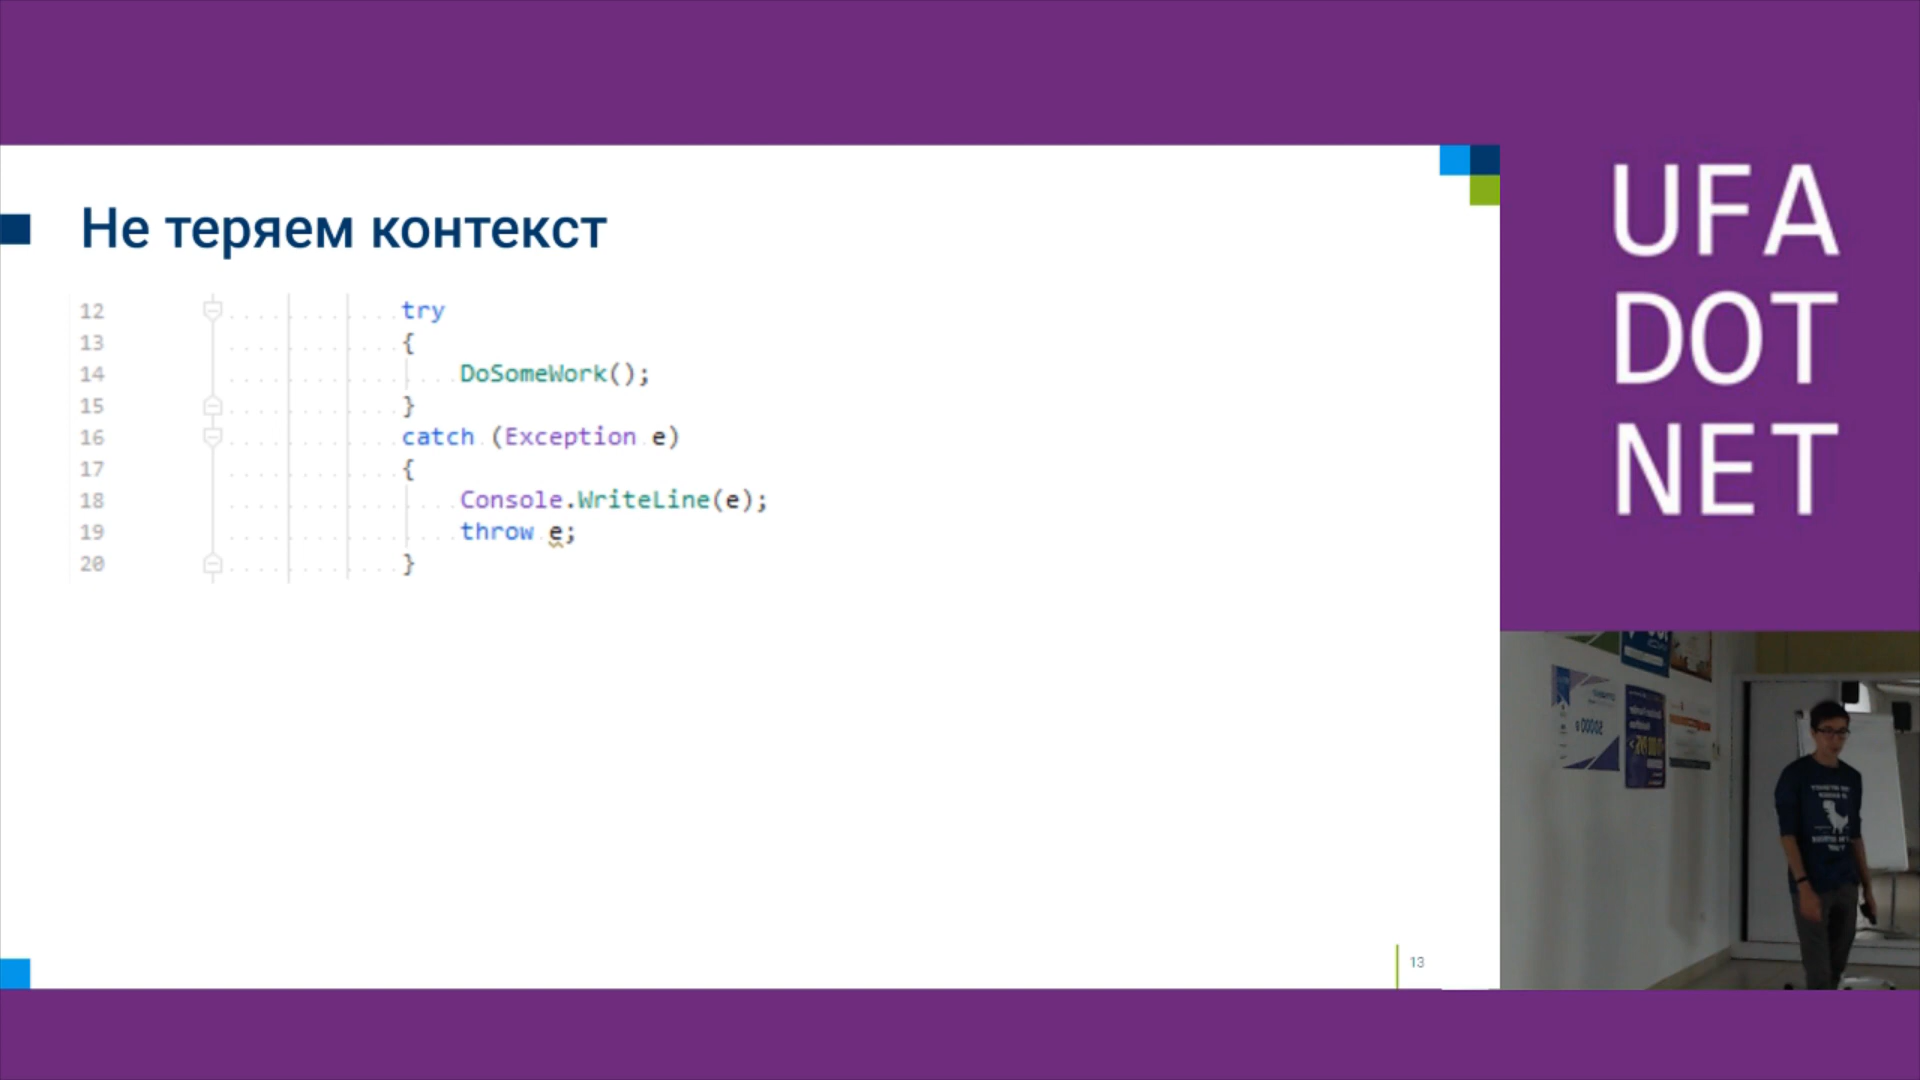 Не теряем контекст
12 try
13 {
14 DoSomeWork();
15 }
16 catch (Exception e)
17 {
18 Console.WriteLine(e);
19 throw e;
20 }
13
UFA
DOT
NET